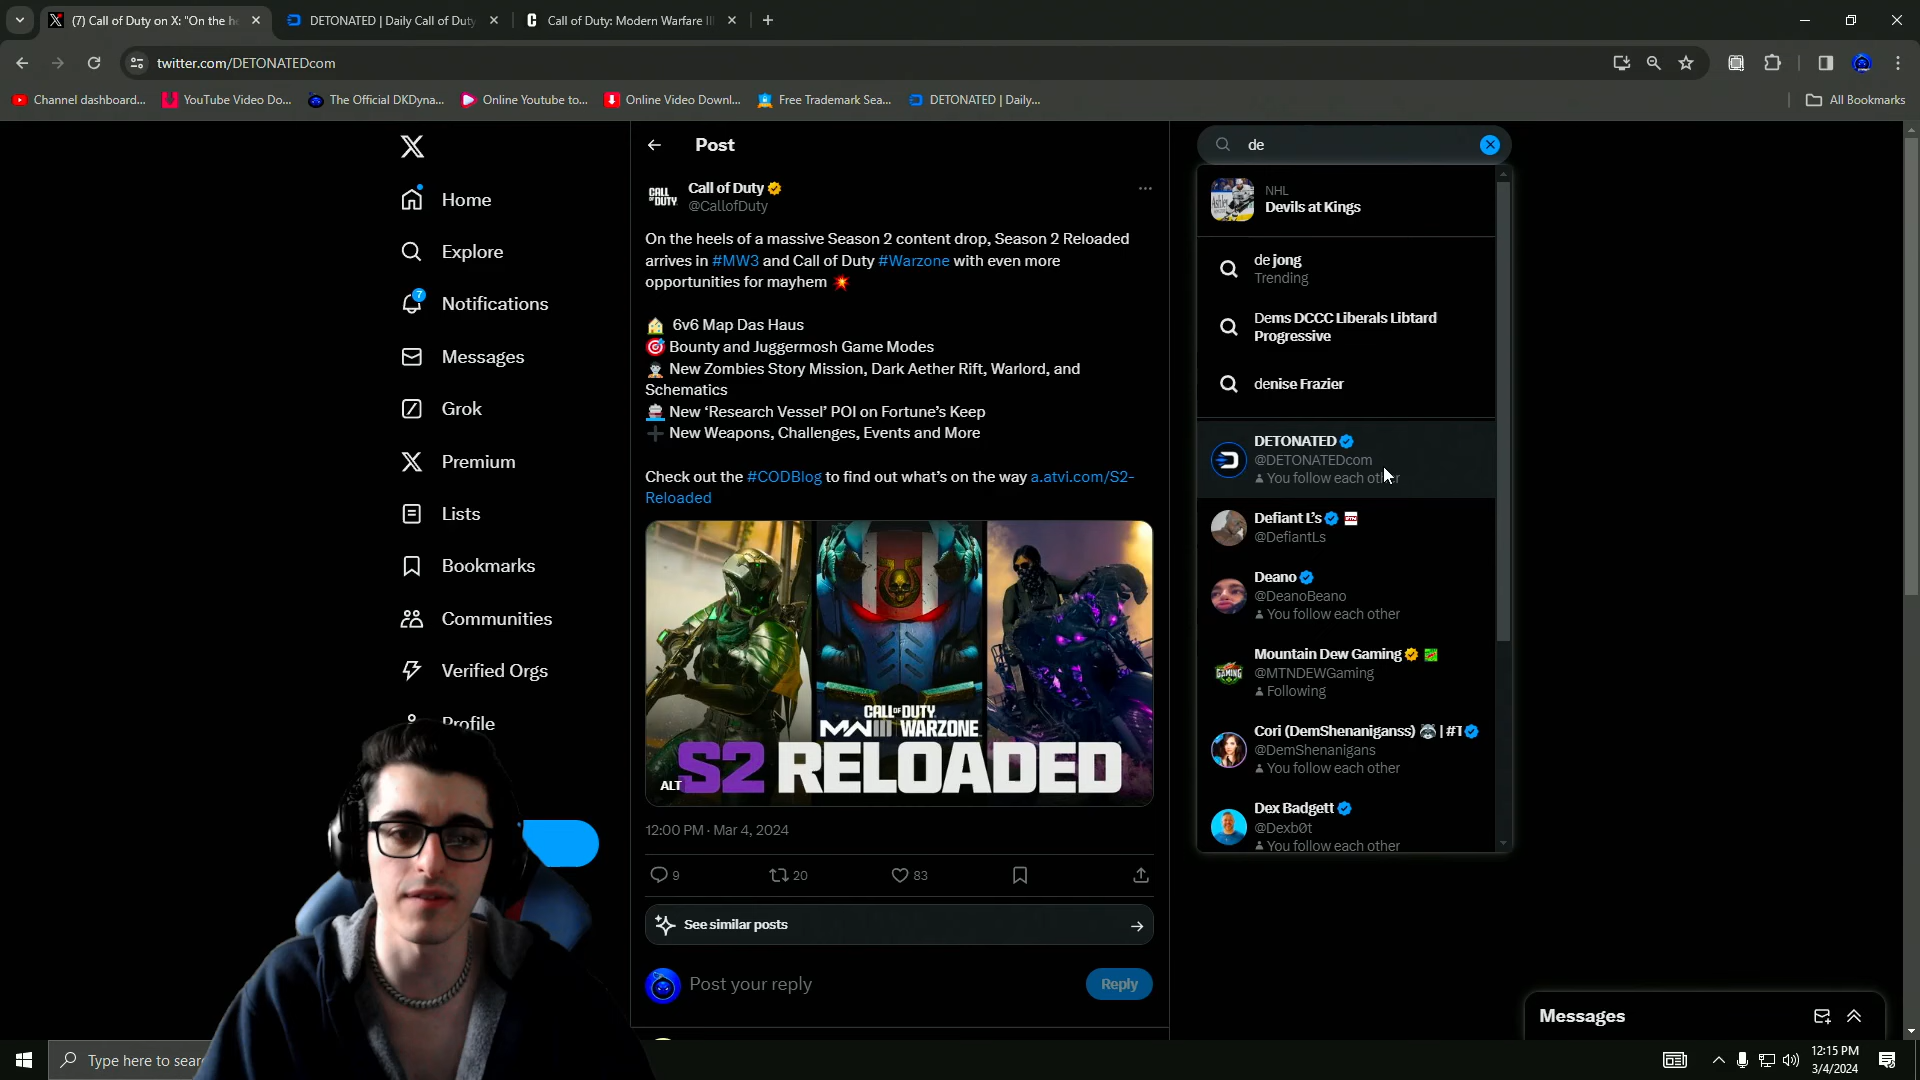 (7) Call of Duty on X: "On the h
DETONATED | Daily Call of Duty
Call of Duty: Modern Warfare II
twitter.com/DETONATEDcom
Channel dashboard...
YouTube Video Do...
The Official DKDyna...
Online Youtube to...
Online Video Downl...
Free Trademark Sea...
DETONATED | Daily...
All Bookmarks
Home
Explore
7
Notifications
Messages
Grok
Premium
Lists
Bookmarks
Communities
Verified Orgs
Profile
Post
CALL OF DUTY
Call of Duty
@CallofDuty
On the heels of a massive Season 2 content drop, Season 2 Reloaded
arrives in #MW3 and Call of Duty #Warzone with even more
opportunities for mayhem 💥
🏠 6v6 Map Das Haus
🎯 Bounty and Juggermosh Game Modes
🧟 New Zombies Story Mission, Dark Aether Rift, Warlord, and
Schematics
🚢 New ‘Research Vessel’ POI on Fortune’s Keep
➕ New Weapons, Challenges, Events and More
Check out the #CODBlog to find out what’s on the way a.atvi.com/S2-
Reloaded
CALL OF DUTY
MWIII WARZONE
S2 RELOADED
ALT
12:00 PM · Mar 4, 2024
9
20
83
See similar posts
Post your reply
Reply
de
NHL
Devils at Kings
de jong
Trending
Dems DCCC Liberals Libtard
Progressive
denise Frazier
DETONATED
@DETONATEDcom
You follow each other
Defiant L’s
@DefiantLs
Deano
@DeanoBeano
You follow each other
GAMING
Mountain Dew Gaming
@MTNDEWGaming
Following
Cori (DemShenaniganss) 🦝 | #T
@DemShenanigans
You follow each other
Dex Badgett
@Dexb0t
You follow each other
Messages
Type here to sear
12:15 PM
3/4/2024